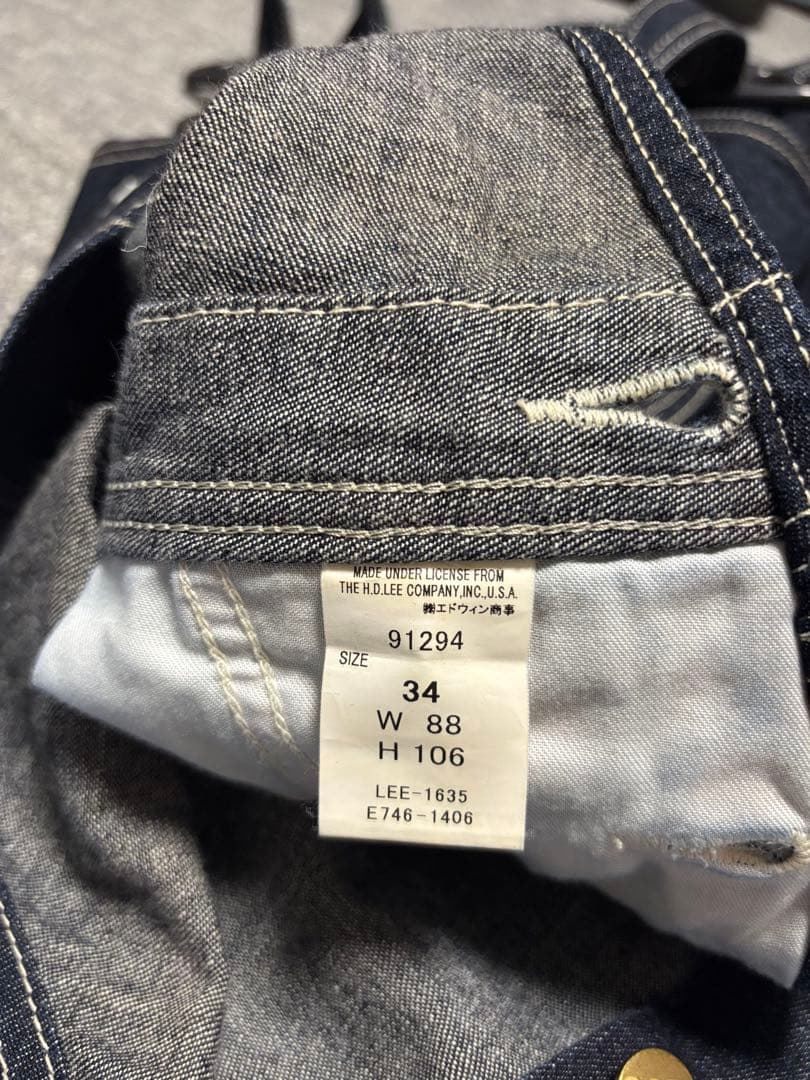 MADE UNDER LICENSE FROM
THE H.D.LEE COMPANY,INC.,U.S.A.
㈱エドウィン商事
91294
SIZE
34
W 88
H 106
LEE-1635
E746-1406